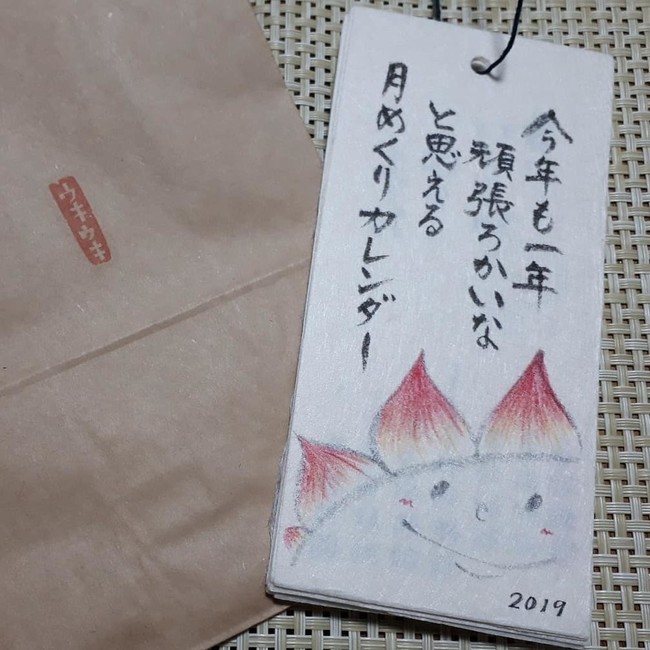 今年も一年
頑張ろかいな
と思える
月めくりカレンダー
2019
ウキウキ